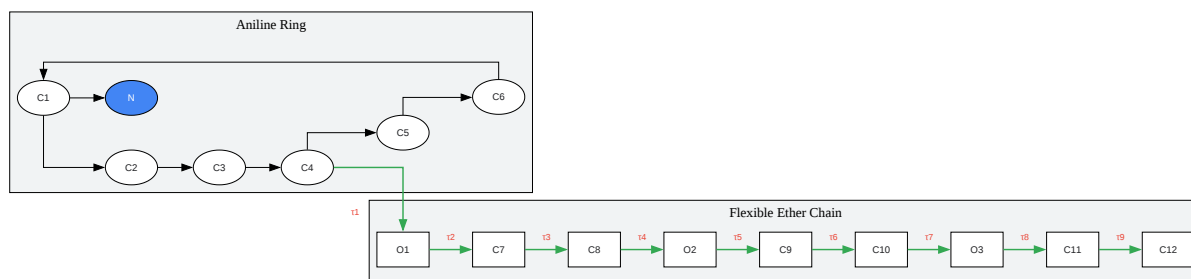 Aniline Ring
C1
N
C6
C5
C2
C3
C4
τ1
Flexible Ether Chain
O1
τ2
C7
τ3
C8
τ4
O2
τ5
C9
τ6
C10
τ7
O3
τ8
C11
τ9
C12